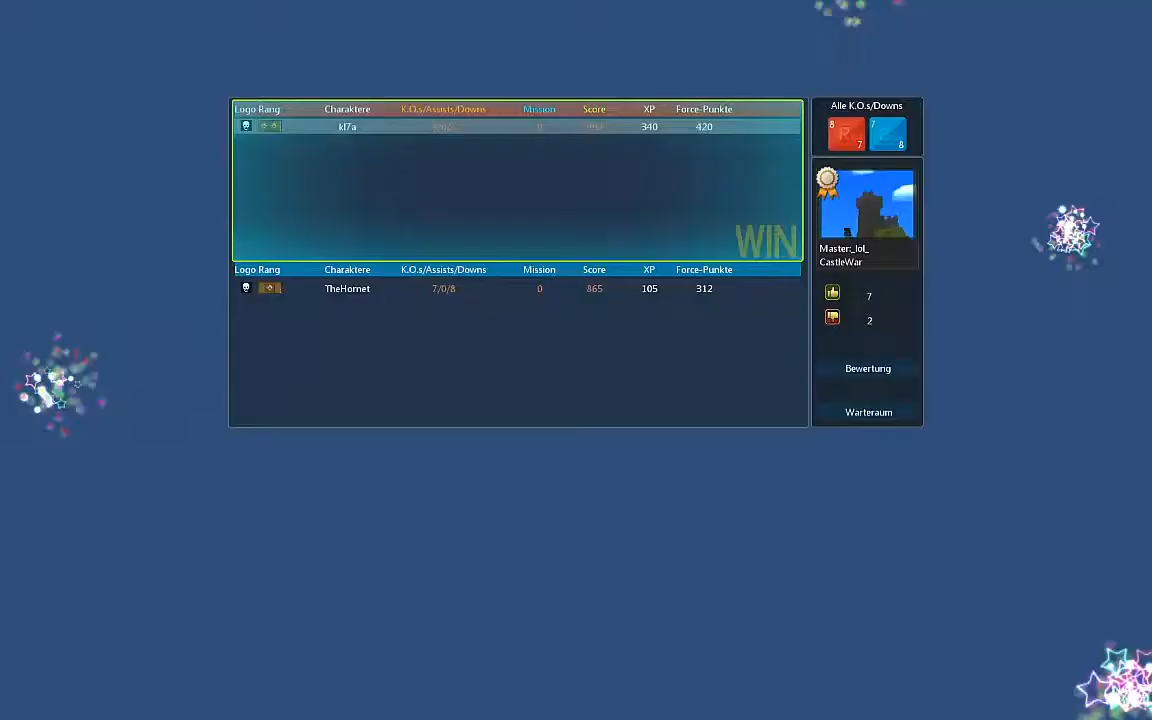 Logo Rang Charaktere K.O.s/Assists/Downs Mission Score XP Force-Punkte
kl7a 340 420
WIN
Logo Rang Charaktere K.O.s/Assists/Downs Mission Score XP Force-Punkte
TheHornet 7/0/8 0 865 105 312
Alle K.O.s/Downs
8 R 7 7 8
Master:_lol_
CastleWar
7
2
Bewertung
Warteraum